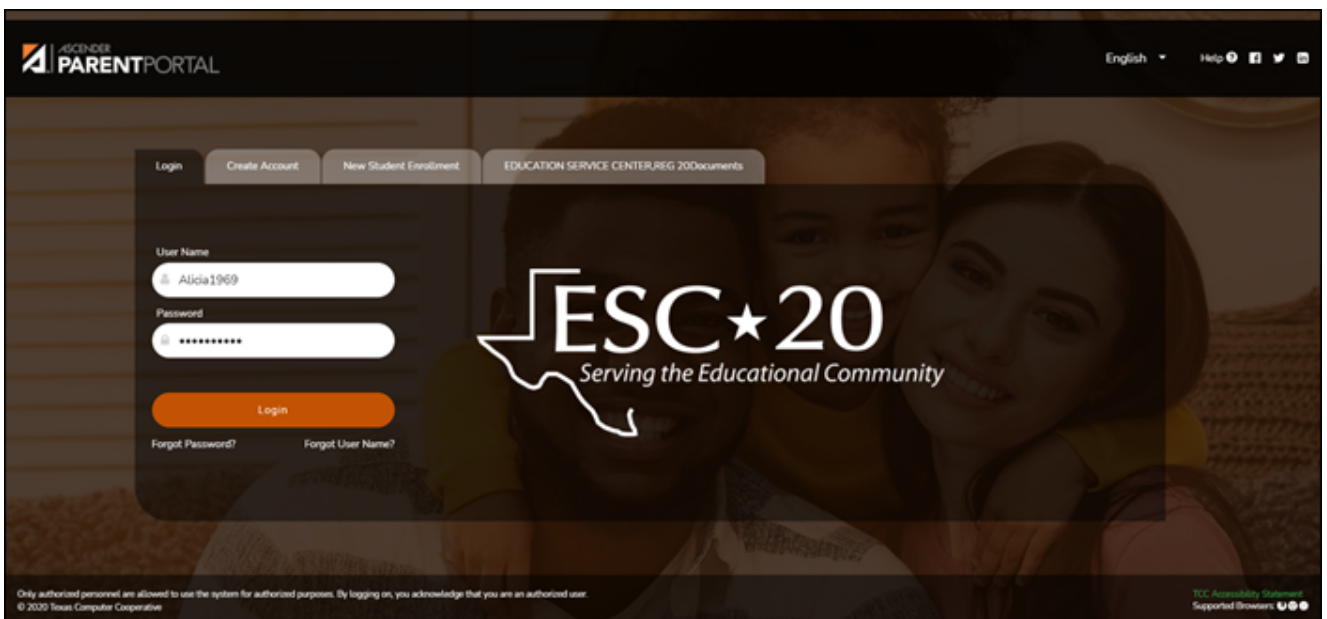 ASCENDER
PARENTPORTAL
English
Help
Login
Create Account
New Student Enrollment
EDUCATION SERVICE CENTER,REG 20Documents
User Name
Alicia1969
Password
••••••••••
Login
Forgot Password?
Forgot User Name?
ESC★20
Serving the Educational Community
Only authorized personnel are allowed to use the system for authorized purposes. By logging on, you acknowledge that you are an authorized user.
© 2020 Texas Computer Cooperative
TCC Accessibility Statement
Supported Browsers: